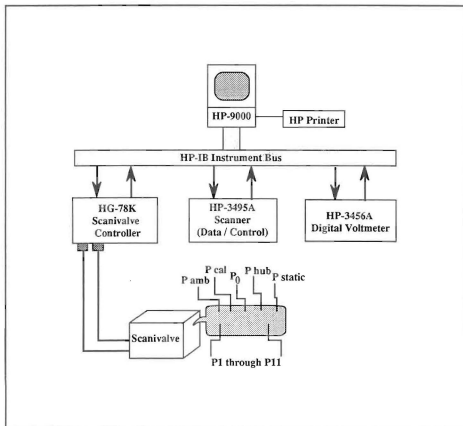 HP-9000
HP Printer
HP-IB Instrument Bus
HG-78K
Scanivalve
Controller
HP-3495A
Scanner
(Data / Control)
HP-3456A
Digital Voltmeter
P amb
P cal
P0
P hub
P static
Scanivalve
P1 through P11